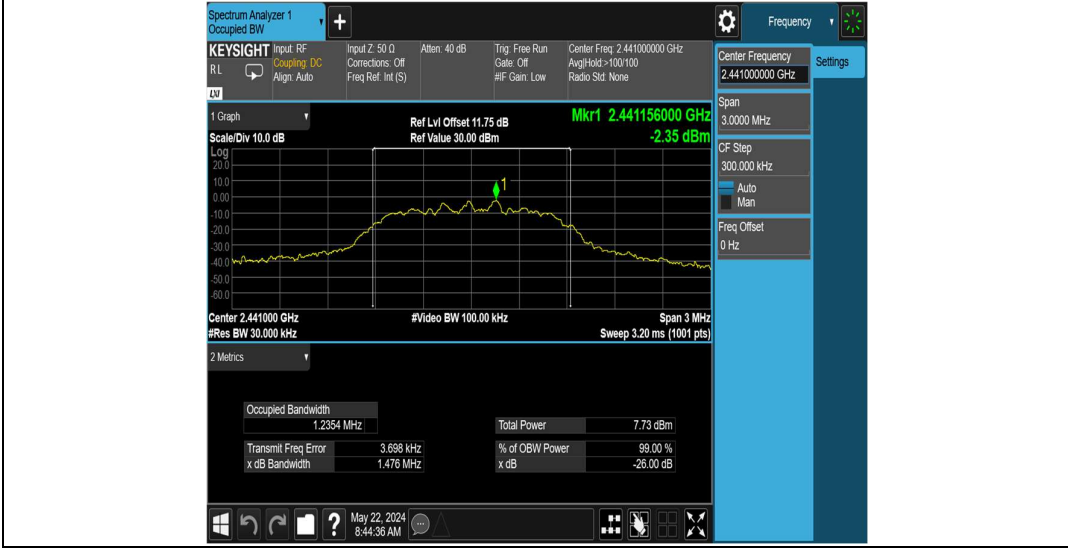 Spectrum Analyzer 1
Occupied BW
+
Frequency
KEYSIGHT
R L
LXI
Input: RF
Coupling: DC
Align: Auto
Input Z: 50 Ω
Corrections: Off
Freq Ref: Int (S)
Atten: 40 dB
Trig: Free Run
Gate: Off
#IF Gain: Low
Center Freq: 2.441000000 GHz
Avg|Hold:>100/100
Radio Std: None
Center Frequency
2.441000000 GHz
Settings
Span
3.0000 MHz
CF Step
300.000 kHz
Auto
Man
Freq Offset
0 Hz
1 Graph
Scale/Div 10.0 dB
Ref Lvl Offset 11.75 dB
Ref Value 30.00 dBm
Mkr1 2.441156000 GHz
-2.35 dBm
Log
20.0
10.0
0.00
-10.0
-20.0
-30.0
-40.0
-50.0
-60.0
1
Center 2.441000 GHz
#Res BW 30.000 kHz
#Video BW 100.00 kHz
Span 3 MHz
Sweep 3.20 ms (1001 pts)
2 Metrics
Occupied Bandwidth
1.2354 MHz
Total Power 7.73 dBm
Transmit Freq Error 3.698 kHz
% of OBW Power 99.00 %
x dB Bandwidth 1.476 MHz
x dB -26.00 dB
?
May 22, 2024
8:44:36 AM